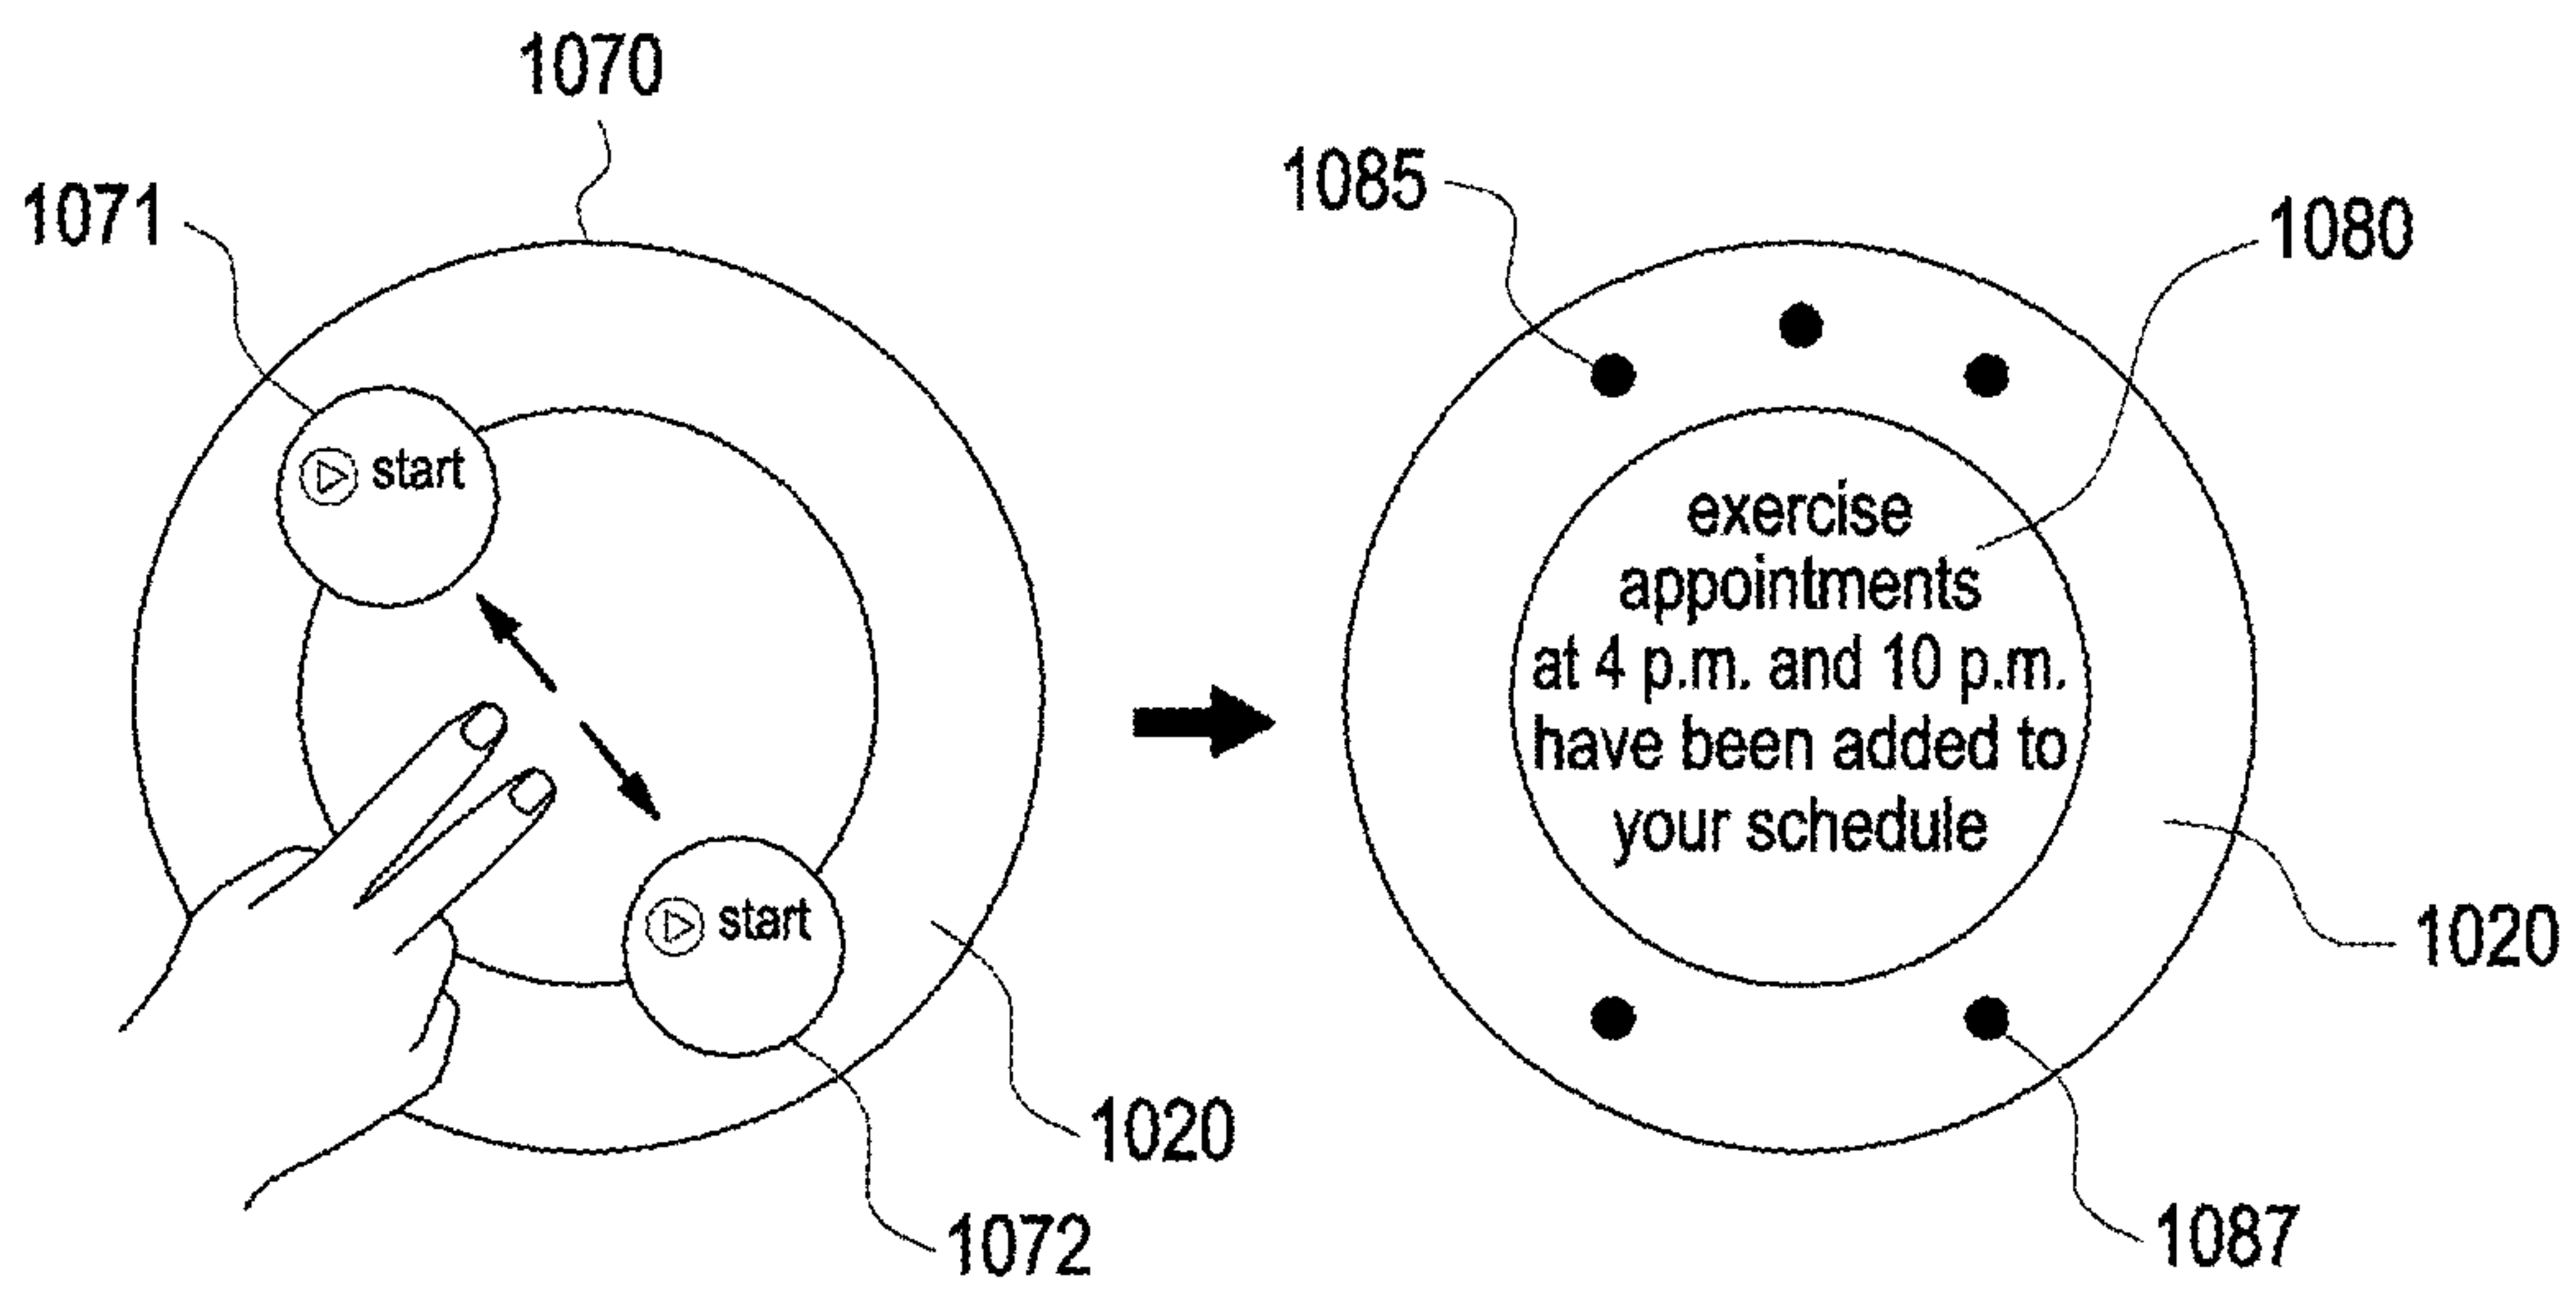 1070
1071
start
start
1020
1072
1085
1080
exercise
appointments
at 4 p.m. and 10 p.m.
have been added to
your schedule
1020
1087